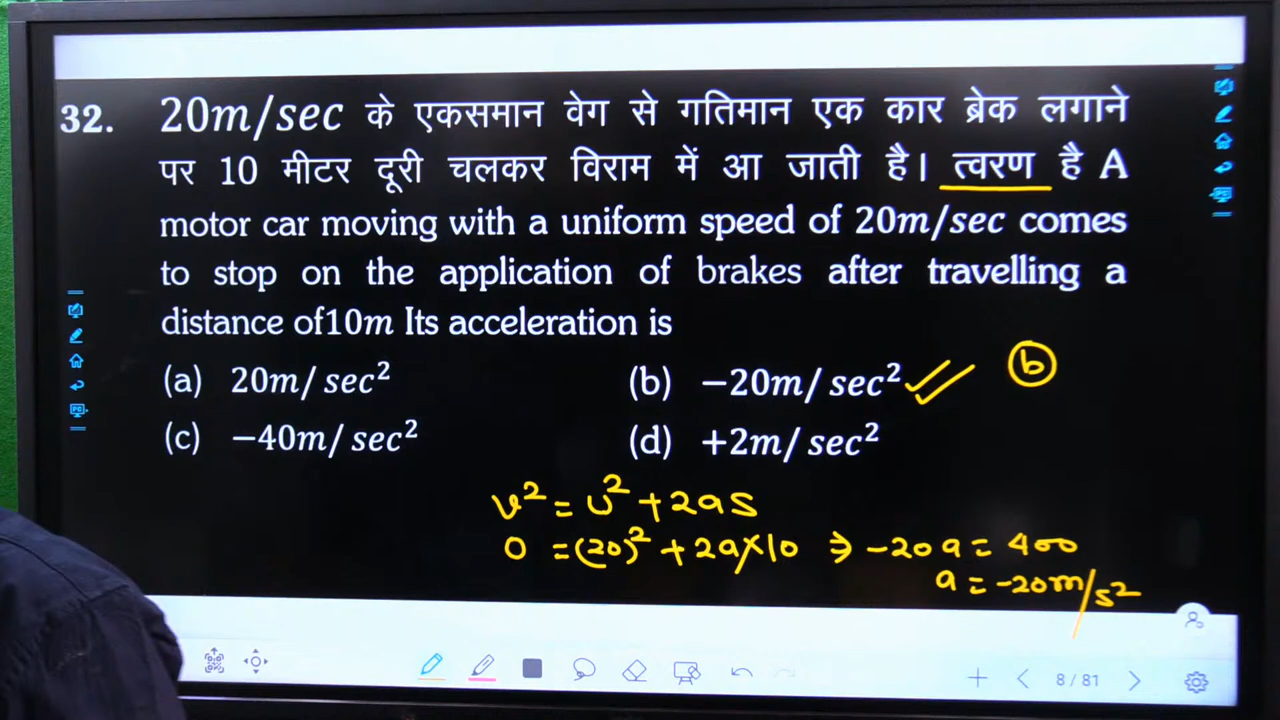 32. 20m/sec के एकसमान वेग से गतिमान एक कार ब्रेक लगाने
पर 10 मीटर दूरी चलकर विराम में आ जाती है। त्वरण है A
motor car moving with a uniform speed of 20m/sec comes
to stop on the application of brakes after travelling a
distance of10m Its acceleration is
(a) 20m/sec² (b) −20m/sec² b
(c) −40m/sec² (d) +2m/sec²
v² = u² + 2as
0 = (20)² + 2a×10 ⇒ -20a = 400
a = -20m/s²
8 / 81